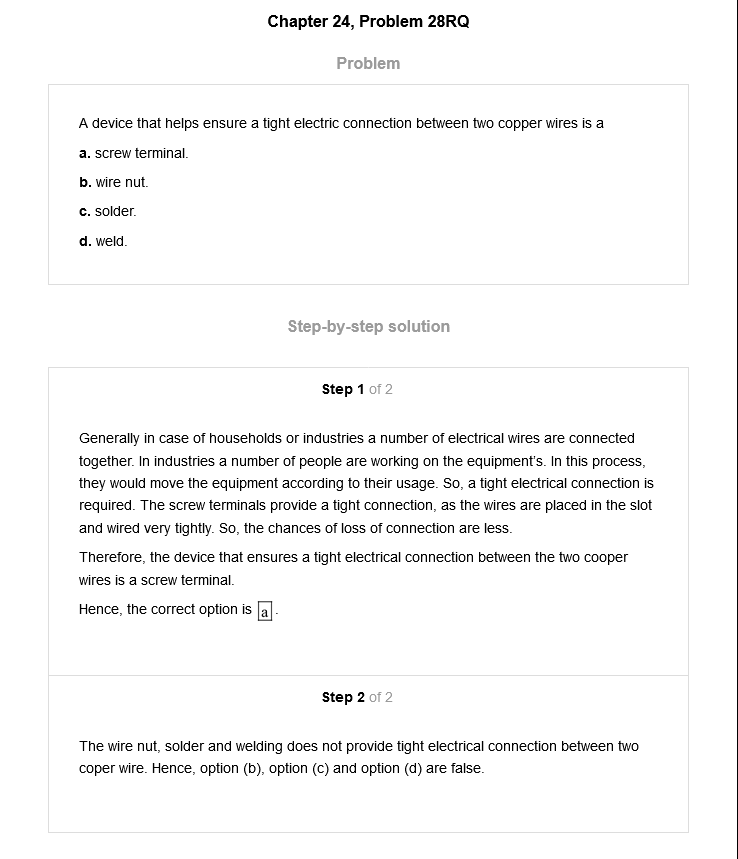 Chapter 24, Problem 28RQ
Problem
A device that helps ensure a tight electric connection between two copper wires is a
a. screw terminal.
b. wire nut.
c. solder.
d. weld.
Step-by-step solution
Step 1 of 2
Generally in case of households or industries a number of electrical wires are connected
together. In industries a number of people are working on the equipment's. In this process,
they would move the equipment according to their usage. So, a tight electrical connection is
required. The screw terminals provide a tight connection, as the wires are placed in the slot
and wired very tightly. So, the chances of loss of connection are less.
Therefore, the device that ensures a tight electrical connection between the two cooper
wires is a screw terminal.
Hence, the correct option is a.
Step 2 of 2
The wire nut, solder and welding does not provide tight electrical connection between two
coper wire. Hence, option (b), option (c) and option (d) are false.